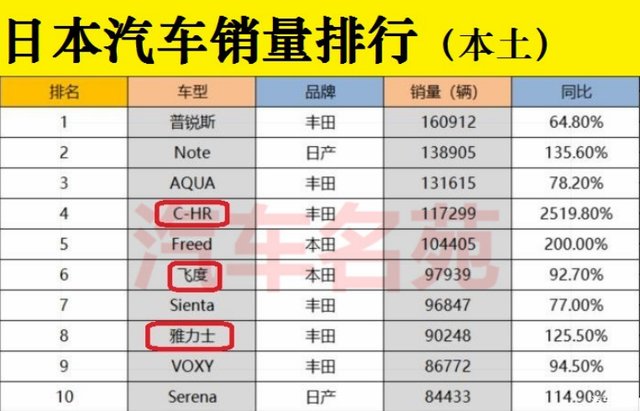 日本汽车销量排行（本土）
排名 车型 品牌 销量（辆） 同比
1 普锐斯 丰田 160912 64.80%
2 Note 日产 138905 135.60%
3 AQUA 丰田 131615 78.20%
4 C-HR 丰田 117299 2519.80%
5 Freed 本田 104405 200.00%
6 飞度 本田 97939 92.70%
7 Sienta 丰田 96847 77.00%
8 雅力士 丰田 90248 125.50%
9 VOXY 丰田 86772 94.50%
10 Serena 日产 84433 114.90%
汽车名苑